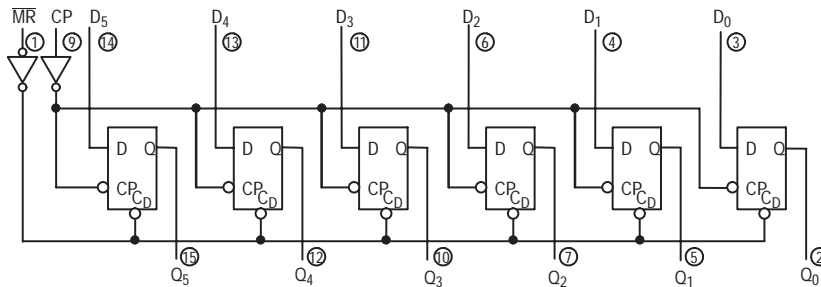 M̅R̅ CP D5 D4 D3 D2 D1 D0
1 9 14 13 11 6 4 3
D Q D Q D Q D Q D Q D Q
CP CP CP CP CP CP
CD CD CD CD CD CD
15 12 10 7 5 2
Q5 Q4 Q3 Q2 Q1 Q0